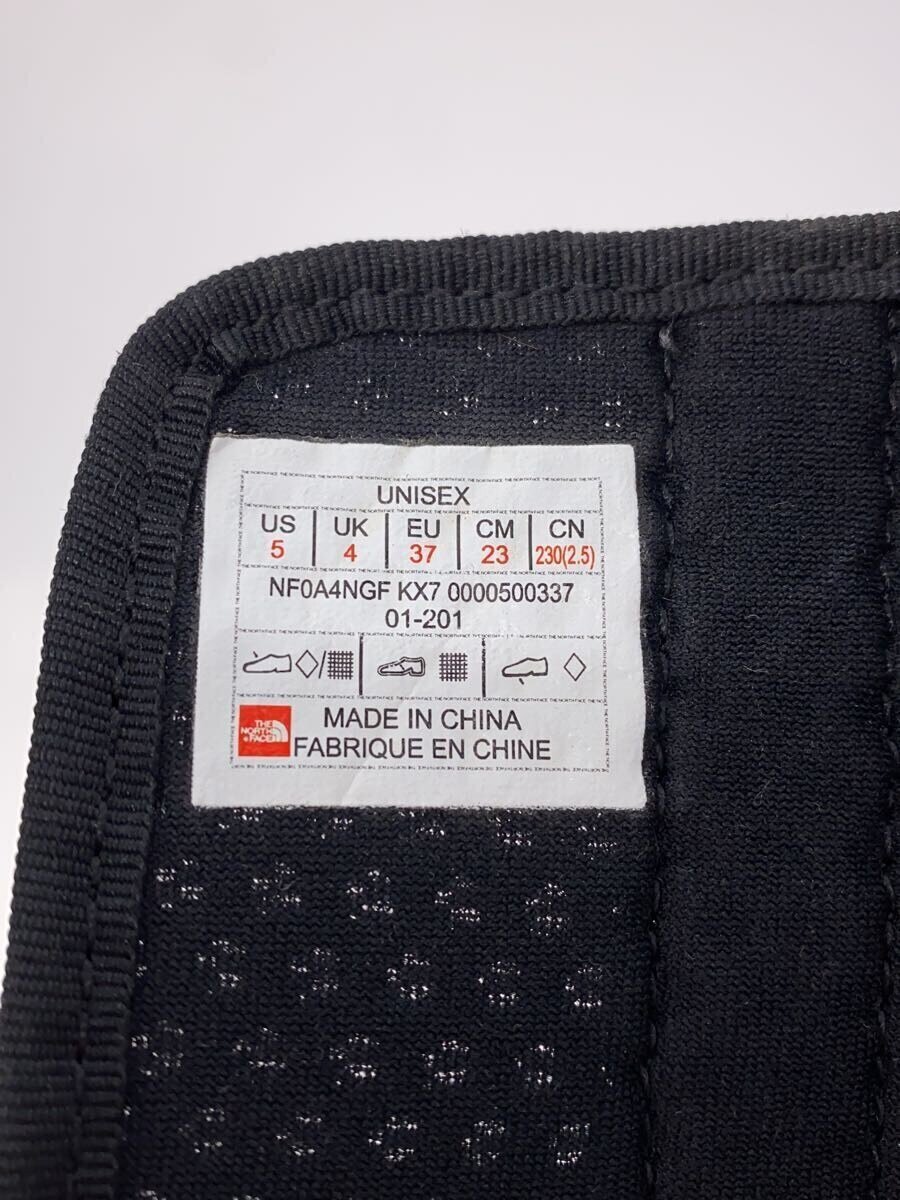 UNISEX
US UK EU CM CN
5 4 37 23 230(2.5)
NF0A4NGF KX7 0000500337
01-201
THE NORTH FACE
MADE IN CHINA
FABRIQUE EN CHINE